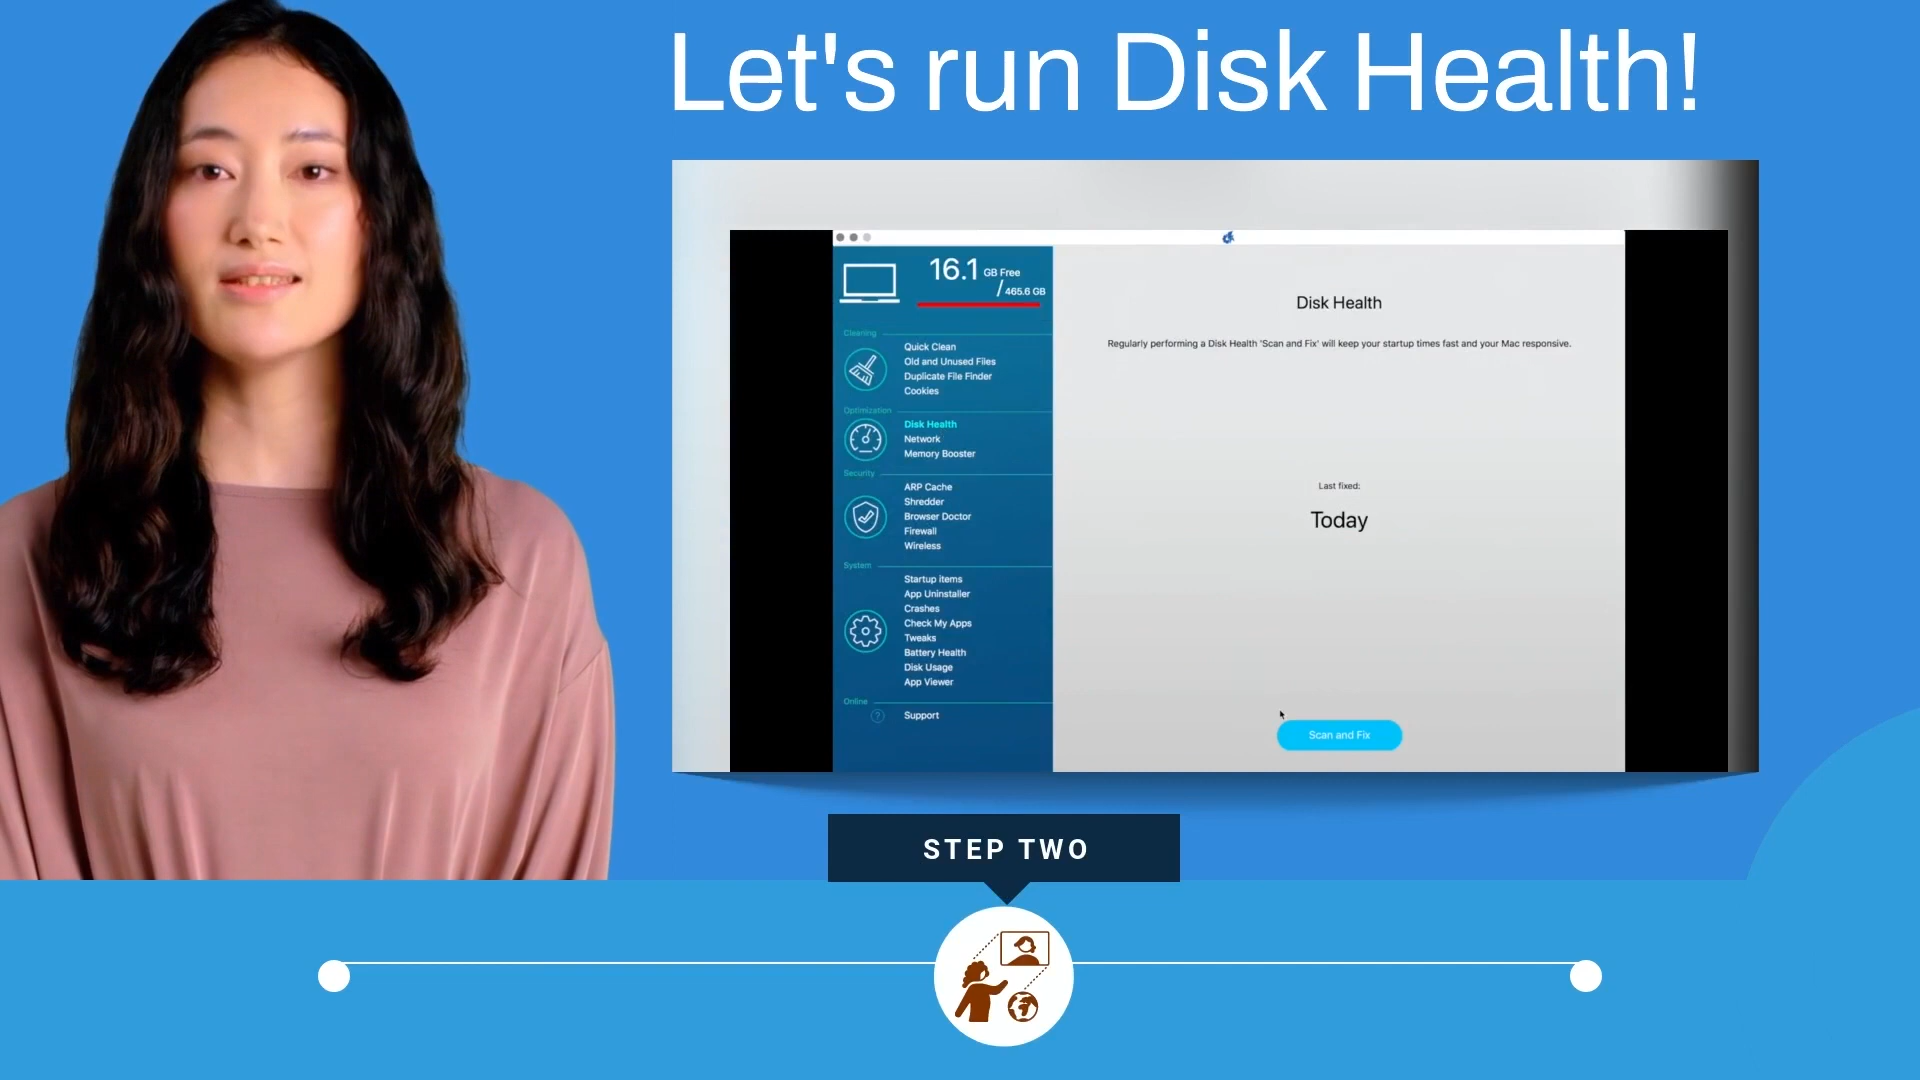 Let's run Disk Health!
16.1 GB Free
/ 465.6 GB
Cleaning
Quick Clean
Old and Unused Files
Duplicate File Finder
Cookies
Optimization
Disk Health
Network
Memory Booster
Security
ARP Cache
Shredder
Browser Doctor
Firewall
Wireless
System
Startup items
App Uninstaller
Crashes
Check My Apps
Tweaks
Battery Health
Disk Usage
App Viewer
Online
? Support
Disk Health
Regularly performing a Disk Health 'Scan and Fix' will keep your startup times fast and your Mac responsive.
Last fixed:
Today
Scan and Fix
STEP TWO